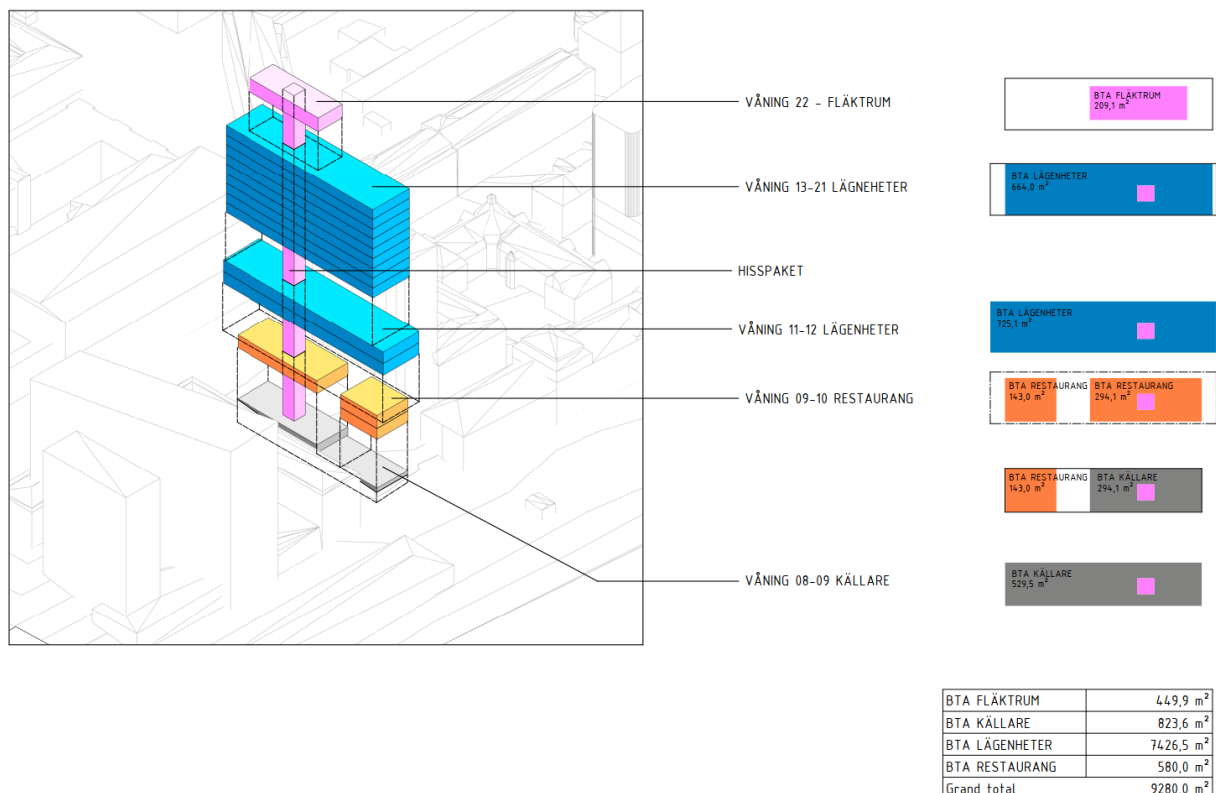 VÅNING 22 - FLÄKTRUM
VÅNING 13-21 LÄGNEHETER
HISSPAKET
VÅNING 11-12 LÄGENHETER
VÅNING 09-10 RESTAURANG
VÅNING 08-09 KÄLLARE
BTA FLÄKTRUM
209,1 m²
BTA LÄGENHETER
664,0 m²
BTA LÄGENHETER
725,1 m²
BTA RESTAURANG
143,0 m²
BTA RESTAURANG
294,1 m²
BTA RESTAURANG
143,0 m²
BTA KÄLLARE
294,1 m²
BTA KÄLLARE
529,5 m²
BTA FLÄKTRUM 449,9 m²
BTA KÄLLARE 823,6 m²
BTA LÄGENHETER 7426,5 m²
BTA RESTAURANG 580,0 m²
Grand total 9280,0 m²